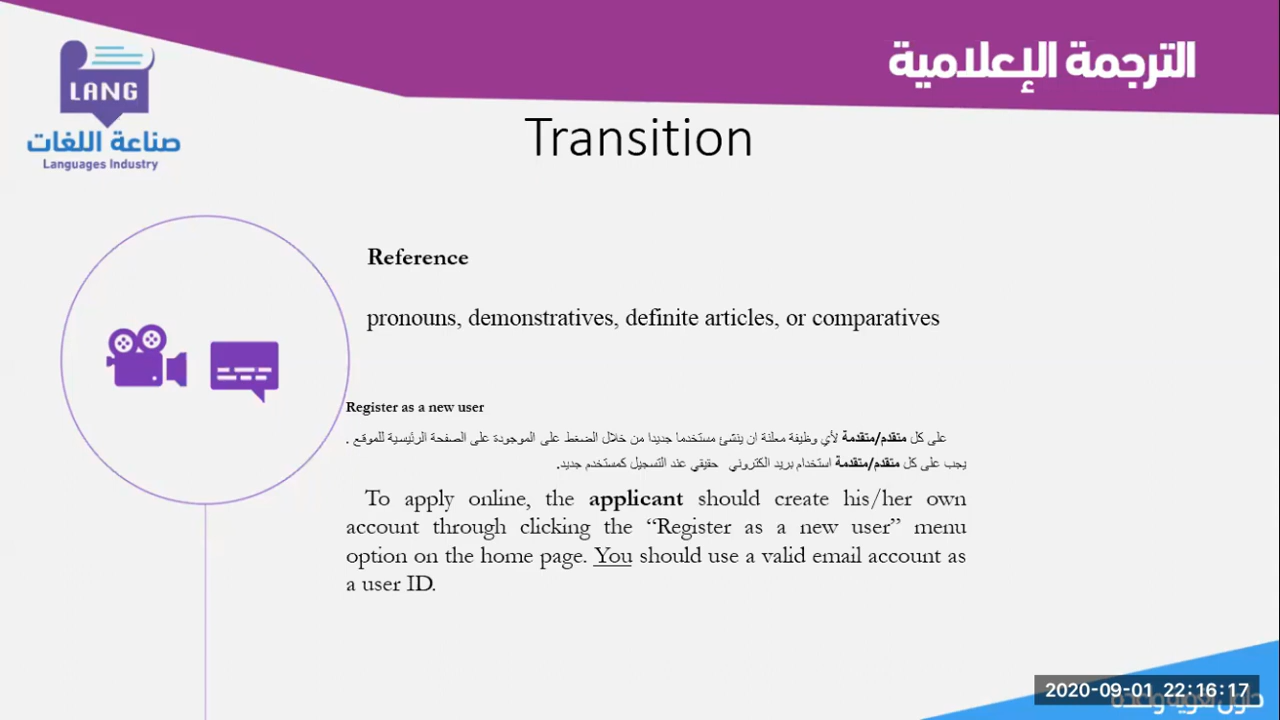 الترجمة الإعلامية
LANG
صناعة اللغات
Languages Industry
Transition
Reference
pronouns, demonstratives, definite articles, or comparatives
Register as a new user
على كل متقدم/متقدمة لأي وظيفة معلنة ان ينشئ مستخدما جديدا من خلال الضغط على الموجودة على الصفحة الرئيسية للموقع .
يجب على كل متقدم/متقدمة استخدام بريد الكتروني حقيقي عند التسجيل كمستخدم جديد.
To apply online, the applicant should create his/her own
account through clicking the “Register as a new user” menu
option on the home page. You should use a valid email account as
a user ID.
2020-09-01 22:16:17